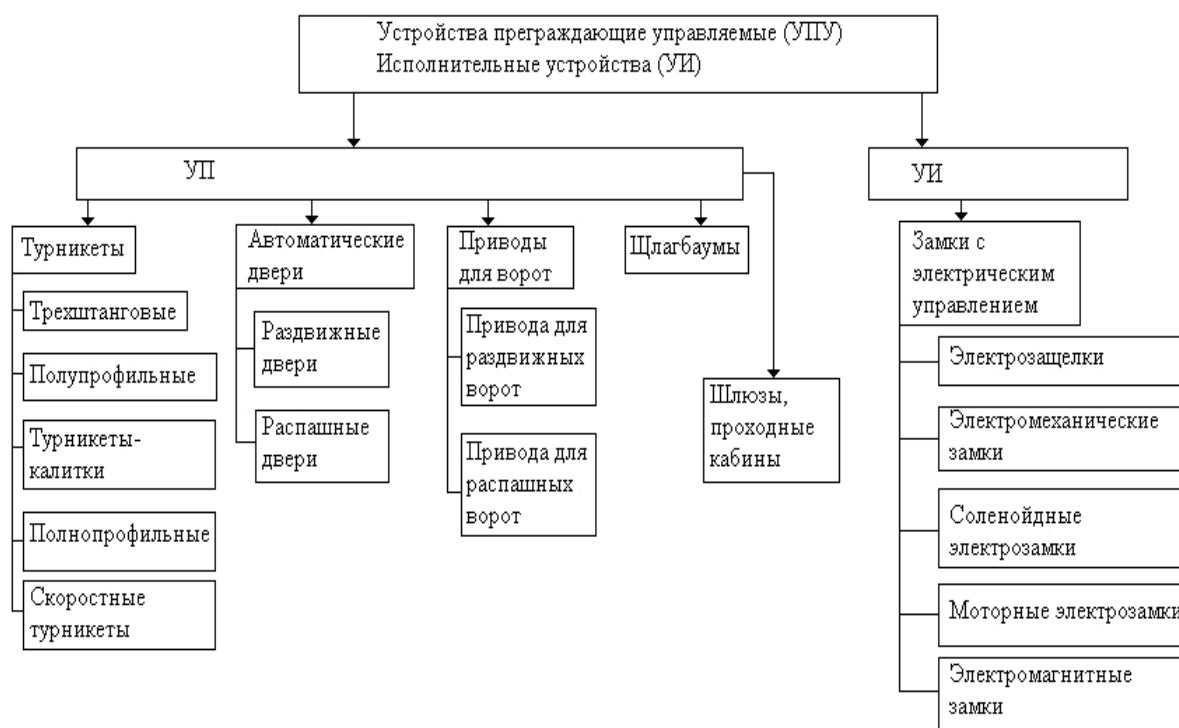 Устройства преграждающие управляемые (УПУ)
Исполнительные устройства (УИ)
УП
УИ
Турникеты
Трехштанговые
Полупрофильные
Турникеты-
калитки
Полнопрофильные
Скоростные
турникеты
Автоматические
двери
Раздвижные
двери
Распашные
двери
Приводы
для ворот
Привода для
раздвижных
ворот
Привода для
распашных
ворот
Щлагбаумы
Шлюзы,
проходные
кабины
Замки с
электрическим
управлением
Электрозащелки
Электромеханические
замки
Соленойдные
электрозамки
Моторные электрозамки
Электромагнитные
замки